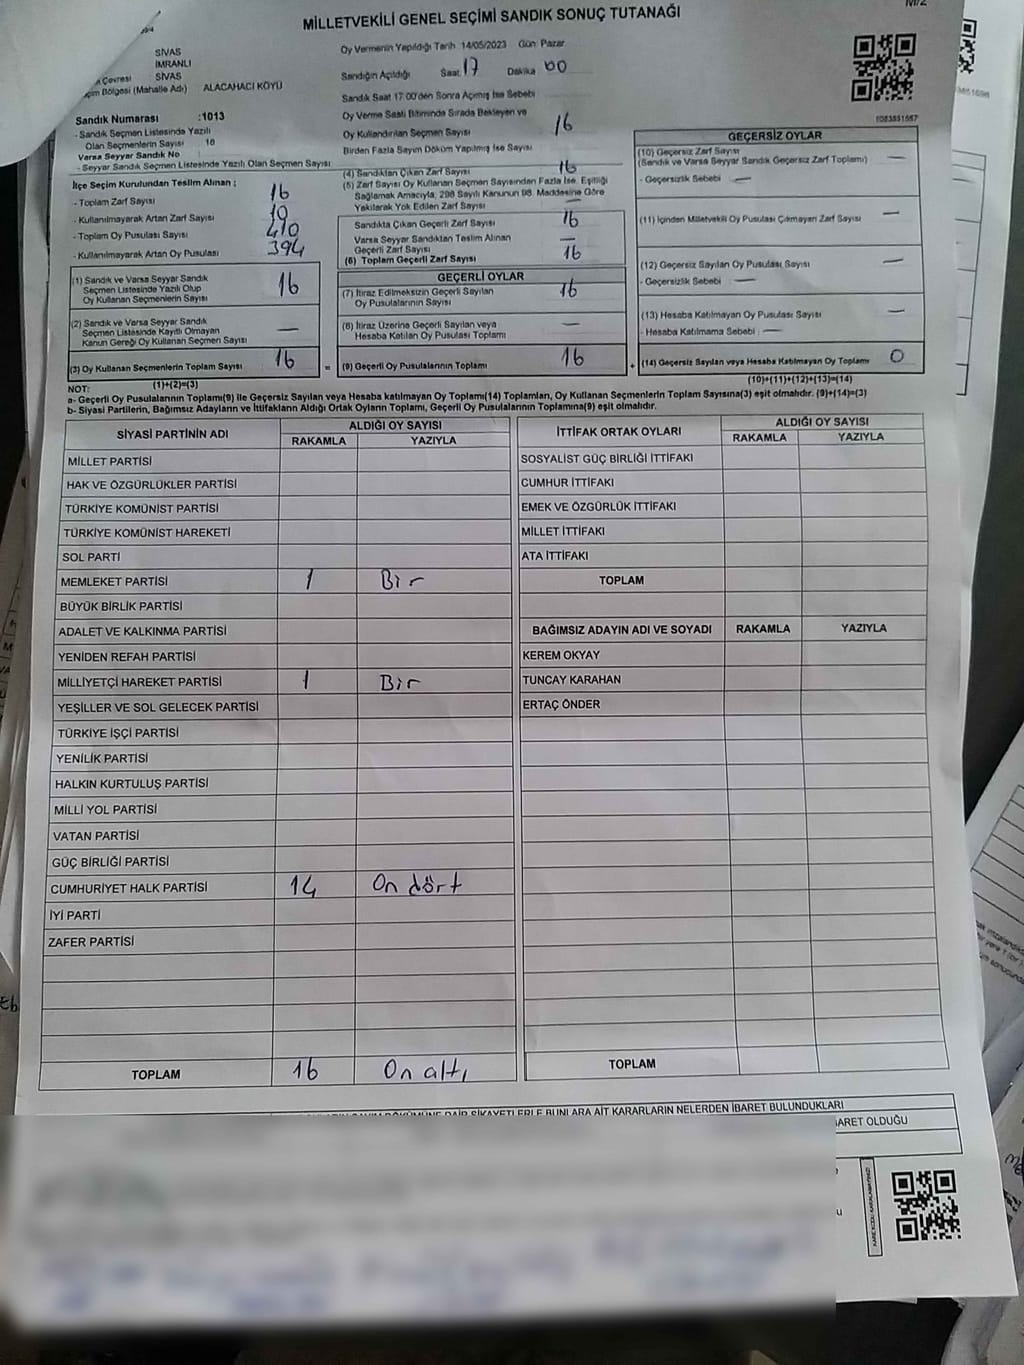 M/2
MİLLETVEKİLİ GENEL SEÇİMİ SANDIK SONUÇ TUTANAĞI
SİVAS
İMRANLI
Çevresi SİVAS
Bölgesi (Mahalle Adı) ALACAHACI KÖYÜ
Oy Vermenin Yapıldığı Tarih 14/05/2023 Gün: Pazar
Sandığın Açıldığı Saat 17 Dakika 00
Sandık Saat 17:00'den Sonra Açılmış İse Sebebi
Sandık Numarası :1013
- Sandık Seçmen Listesinde Yazılı
Olan Seçmenlerin Sayısı 18
Varsa Seyyar Sandık No
- Seyyar Sandık Seçmen Listesinde Yazılı Olan Seçmen Sayısı:
Oy Verme Saati Bitiminde Sırada Bekleyen ve
Oy Kullandırılan Seçmen Sayısı 16
Birden Fazla Sayım Döküm Yapılmış İse Sayısı
1083831567
İlçe Seçim Kurulundan Teslim Alınan ;
- Toplam Zarf Sayısı 16
- Kullanılmayarak Artan Zarf Sayısı
- Toplam Oy Pusulası Sayısı 410
- Kullanılmayarak Artan Oy Pusulası 394
(1) Sandık ve Varsa Seyyar Sandık
Seçmen Listesinde Yazılı Olup
Oy Kullanan Seçmenlerin Sayısı 16
(2) Sandık ve Varsa Seyyar Sandık
Seçmen Listesinde Kayıtlı Olmayan
Kanun Gereği Oy Kullanan Seçmen Sayısı —
(3) Oy Kullanan Seçmenlerin Toplam Sayısı 16
(1)+(2)=(3)
(4) Sandıktan Çıkan Zarf Sayısı 16
(5) Zarf Sayısı Oy Kullanan Seçmen Sayısından Fazla İse, Eşitliği
Sağlamak Amacıyla, 298 Sayılı Kanunun 98. Maddesine Göre
Yakılarak Yok Edilen Zarf Sayısı —
Sandıkta Çıkan Geçerli Zarf Sayısı 16
Varsa Seyyar Sandıktan Teslim Alınan
Geçerli Zarf Sayısı —
(6) Toplam Geçerli Zarf Sayısı 16
GEÇERLİ OYLAR
(7) İtiraz Edilmeksizin Geçerli Sayılan
Oy Pusulalarının Sayısı 16
(8) İtiraz Üzerine Geçerli Sayılan veya
Hesaba Katılan Oy Pusulası Toplamı —
= (9) Geçerli Oy Pusulalarının Toplamı 16
GEÇERSİZ OYLAR
(10) Geçersiz Zarf Sayısı
(Sandık ve Varsa Seyyar Sandık Geçersiz Zarf Toplamı) —
- Geçersizlik Sebebi —
(11) İçinden Milletvekili Oy Pusulası Çıkmayan Zarf Sayısı —
(12) Geçersiz Sayılan Oy Pusulası Sayısı —
- Geçersizlik Sebebi —
(13) Hesaba Katılmayan Oy Pusulası Sayısı —
- Hesaba Katılmama Sebebi —
+ (14) Geçersiz Sayılan veya Hesaba Katılmayan Oy Toplamı 0
(10)+(11)+(12)+(13)=(14)
NOT:
a- Geçerli Oy Pusulalarının Toplamı(9) ile Geçersiz Sayılan veya Hesaba katılmayan Oy Toplamı(14) Toplamları, Oy Kullanan Seçmenlerin Toplam Sayısına(3) eşit olmalıdır. (9)+(14)=(3)
b- Siyasi Partilerin, Bağımsız Adayların ve İttifakların Aldığı Ortak Oyların Toplamı, Geçerli Oy Pusulalarının Toplamına(9) eşit olmalıdır.
SİYASİ PARTİNİN ADI ALDIĞI OY SAYISI
RAKAMLA YAZIYLA
MİLLET PARTİSİ
HAK VE ÖZGÜRLÜKLER PARTİSİ
TÜRKİYE KOMÜNİST PARTİSİ
TÜRKİYE KOMÜNİST HAREKETİ
SOL PARTİ
MEMLEKET PARTİSİ 1 Bir
BÜYÜK BİRLİK PARTİSİ
ADALET VE KALKINMA PARTİSİ
YENİDEN REFAH PARTİSİ
MİLLİYETÇİ HAREKET PARTİSİ 1 Bir
YEŞİLLER VE SOL GELECEK PARTİSİ
TÜRKİYE İŞÇİ PARTİSİ
YENİLİK PARTİSİ
HALKIN KURTULUŞ PARTİSİ
MİLLİ YOL PARTİSİ
VATAN PARTİSİ
GÜÇ BİRLİĞİ PARTİSİ
CUMHURİYET HALK PARTİSİ 14 On dört
İYİ PARTİ
ZAFER PARTİSİ
TOPLAM 16 On altı
İTTİFAK ORTAK OYLARI ALDIĞI OY SAYISI
RAKAMLA YAZIYLA
SOSYALİST GÜÇ BİRLİĞİ İTTİFAKI
CUMHUR İTTİFAKI
EMEK VE ÖZGÜRLÜK İTTİFAKI
MİLLET İTTİFAKI
ATA İTTİFAKI
TOPLAM
BAĞIMSIZ ADAYIN ADI VE SOYADI RAKAMLA YAZIYLA
KEREM OKYAY
TUNCAY KARAHAN
ERTAÇ ÖNDER
TOPLAM
DÖKÜMÜNE DAİR ŞİKAYETLERLE BUNLARA AİT KARARLARIN NELERDEN İBARET BULUNDUKLARI
OLDUĞU